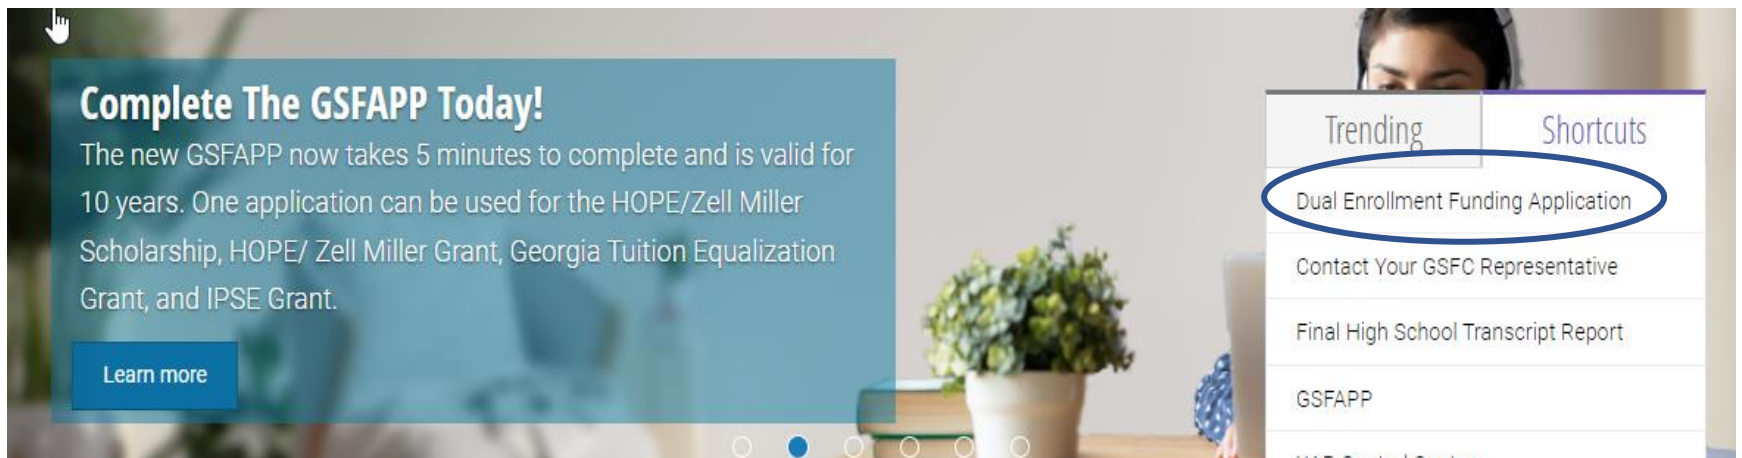 Complete The GSFAPP Today!
The new GSFAPP now takes 5 minutes to complete and is valid for
10 years. One application can be used for the HOPE/Zell Miller
Scholarship, HOPE/ Zell Miller Grant, Georgia Tuition Equalization
Grant, and IPSE Grant.
Learn more
Trending
Shortcuts
Dual Enrollment Funding Application
Contact Your GSFC Representative
Final High School Transcript Report
GSFAPP